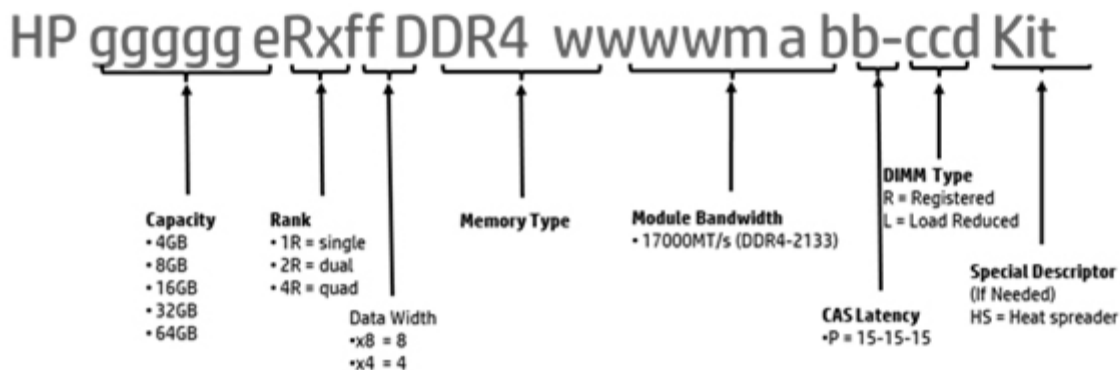 HP ggggg eRxff DDR4 wwwwm a bb-ccd Kit
Capacity
• 4GB
• 8GB
• 16GB
• 32GB
• 64GB
Rank
• 1R = single
• 2R = dual
• 4R = quad
Data Width
•x8 = 8
•x4 = 4
Memory Type
Module Bandwidth
• 17000MT/s (DDR4-2133)
CAS Latency
•P = 15-15-15
DIMM Type
R = Registered
L = Load Reduced
Special Descriptor
(If Needed)
HS = Heat spreader